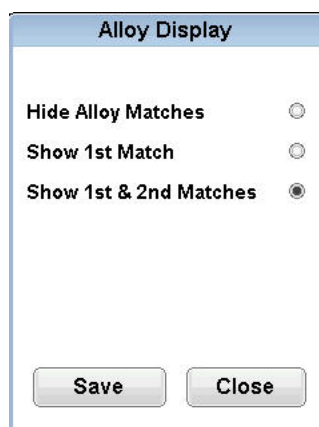 Alloy Display
Hide Alloy Matches
Show 1st Match
Show 1st & 2nd Matches
Save Close